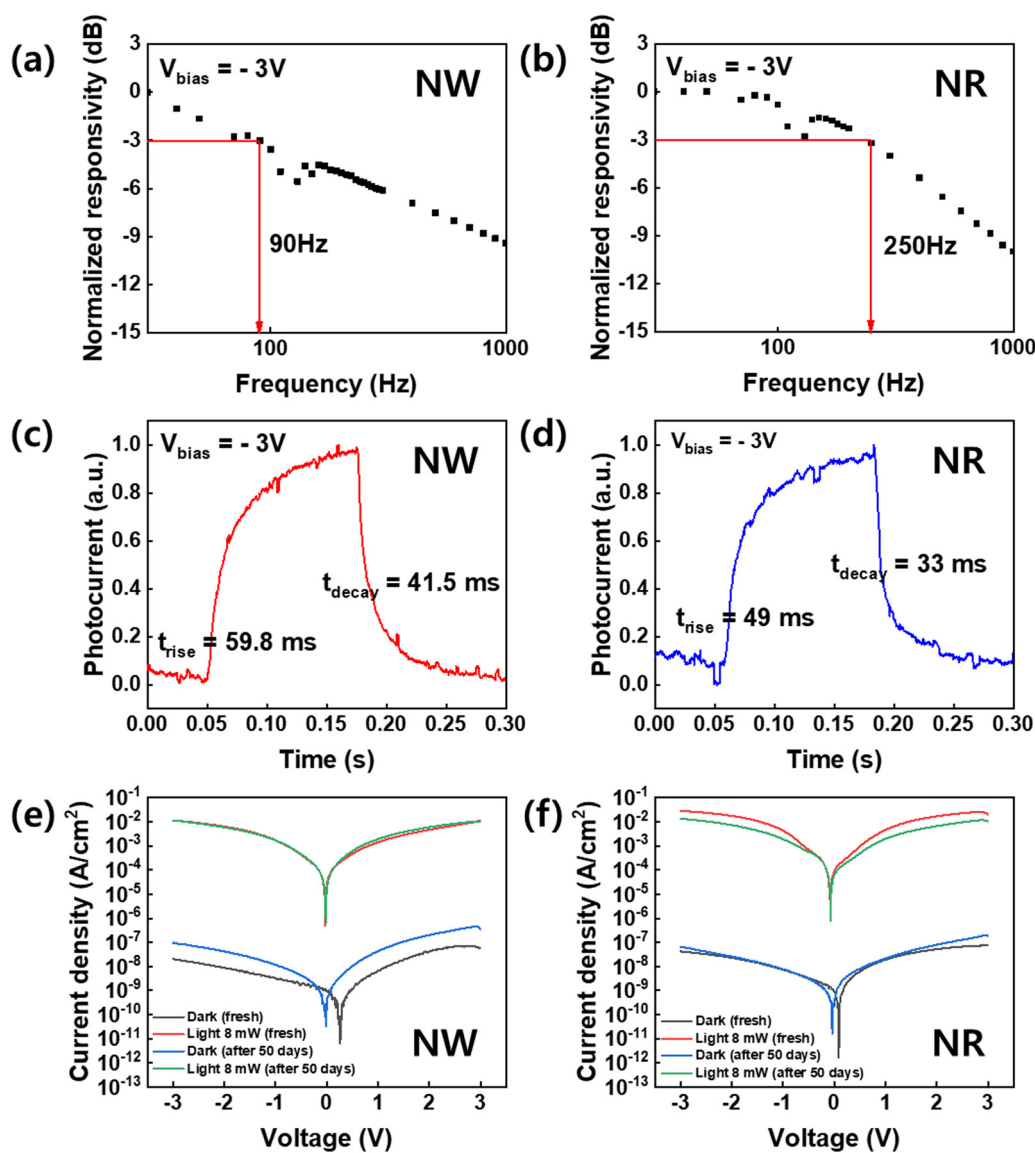 (a)
Normalized responsivity (dB)
3
0
-3
-6
-9
-12
-15
V_bias = - 3V
NW
90Hz
100
1000
Frequency (Hz)
(b)
Normalized responsivity (dB)
3
0
-3
-6
-9
-12
-15
V_bias = - 3V
NR
250Hz
100
1000
Frequency (Hz)
(c)
Photocurrent (a.u.)
1.0
0.8
0.6
0.4
0.2
0.0
V_bias = - 3V
NW
t_decay = 41.5 ms
t_rise = 59.8 ms
0.00 0.05 0.10 0.15 0.20 0.25 0.30
Time (s)
(d)
Photocurrent (a.u.)
1.0
0.8
0.6
0.4
0.2
0.0
V_bias = - 3V
NR
t_decay = 33 ms
t_rise = 49 ms
0.00 0.05 0.10 0.15 0.20 0.25 0.30
Time (s)
(e)
Current density (A/cm²)
10⁻¹
10⁻²
10⁻³
10⁻⁴
10⁻⁵
10⁻⁶
10⁻⁷
10⁻⁸
10⁻⁹
10⁻¹⁰
10⁻¹¹
10⁻¹²
10⁻¹³
Dark (fresh)
Light 8 mW (fresh)
Dark (after 50 days)
Light 8 mW (after 50 days)
NW
-3 -2 -1 0 1 2 3
Voltage (V)
(f)
Current density (A/cm²)
10⁻¹
10⁻²
10⁻³
10⁻⁴
10⁻⁵
10⁻⁶
10⁻⁷
10⁻⁸
10⁻⁹
10⁻¹⁰
10⁻¹¹
10⁻¹²
10⁻¹³
Dark (fresh)
Light 8 mW (fresh)
Dark (after 50 days)
Light 8 mW (after 50 days)
NR
-3 -2 -1 0 1 2 3
Voltage (V)